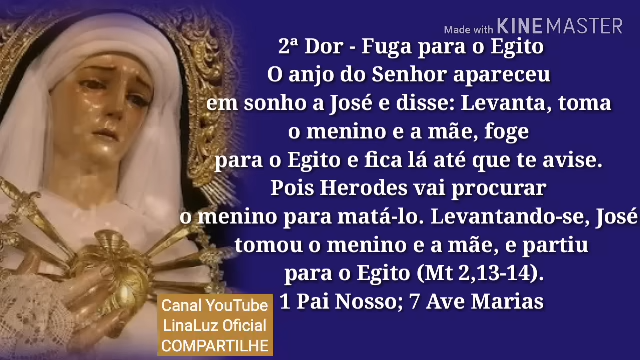 Made with KINEMASTER
2ª Dor - Fuga para o Egito
O anjo do Senhor apareceu
em sonho a José e disse: Levanta, toma
o menino e a mãe, foge
para o Egito e fica lá até que te avise.
Pois Herodes vai procurar
o menino para matá-lo. Levantando-se, José
tomou o menino e a mãe, e partiu
para o Egito (Mt 2,13-14).
1 Pai Nosso; 7 Ave Marias
Canal YouTube
LinaLuz Oficial
COMPARTILHE